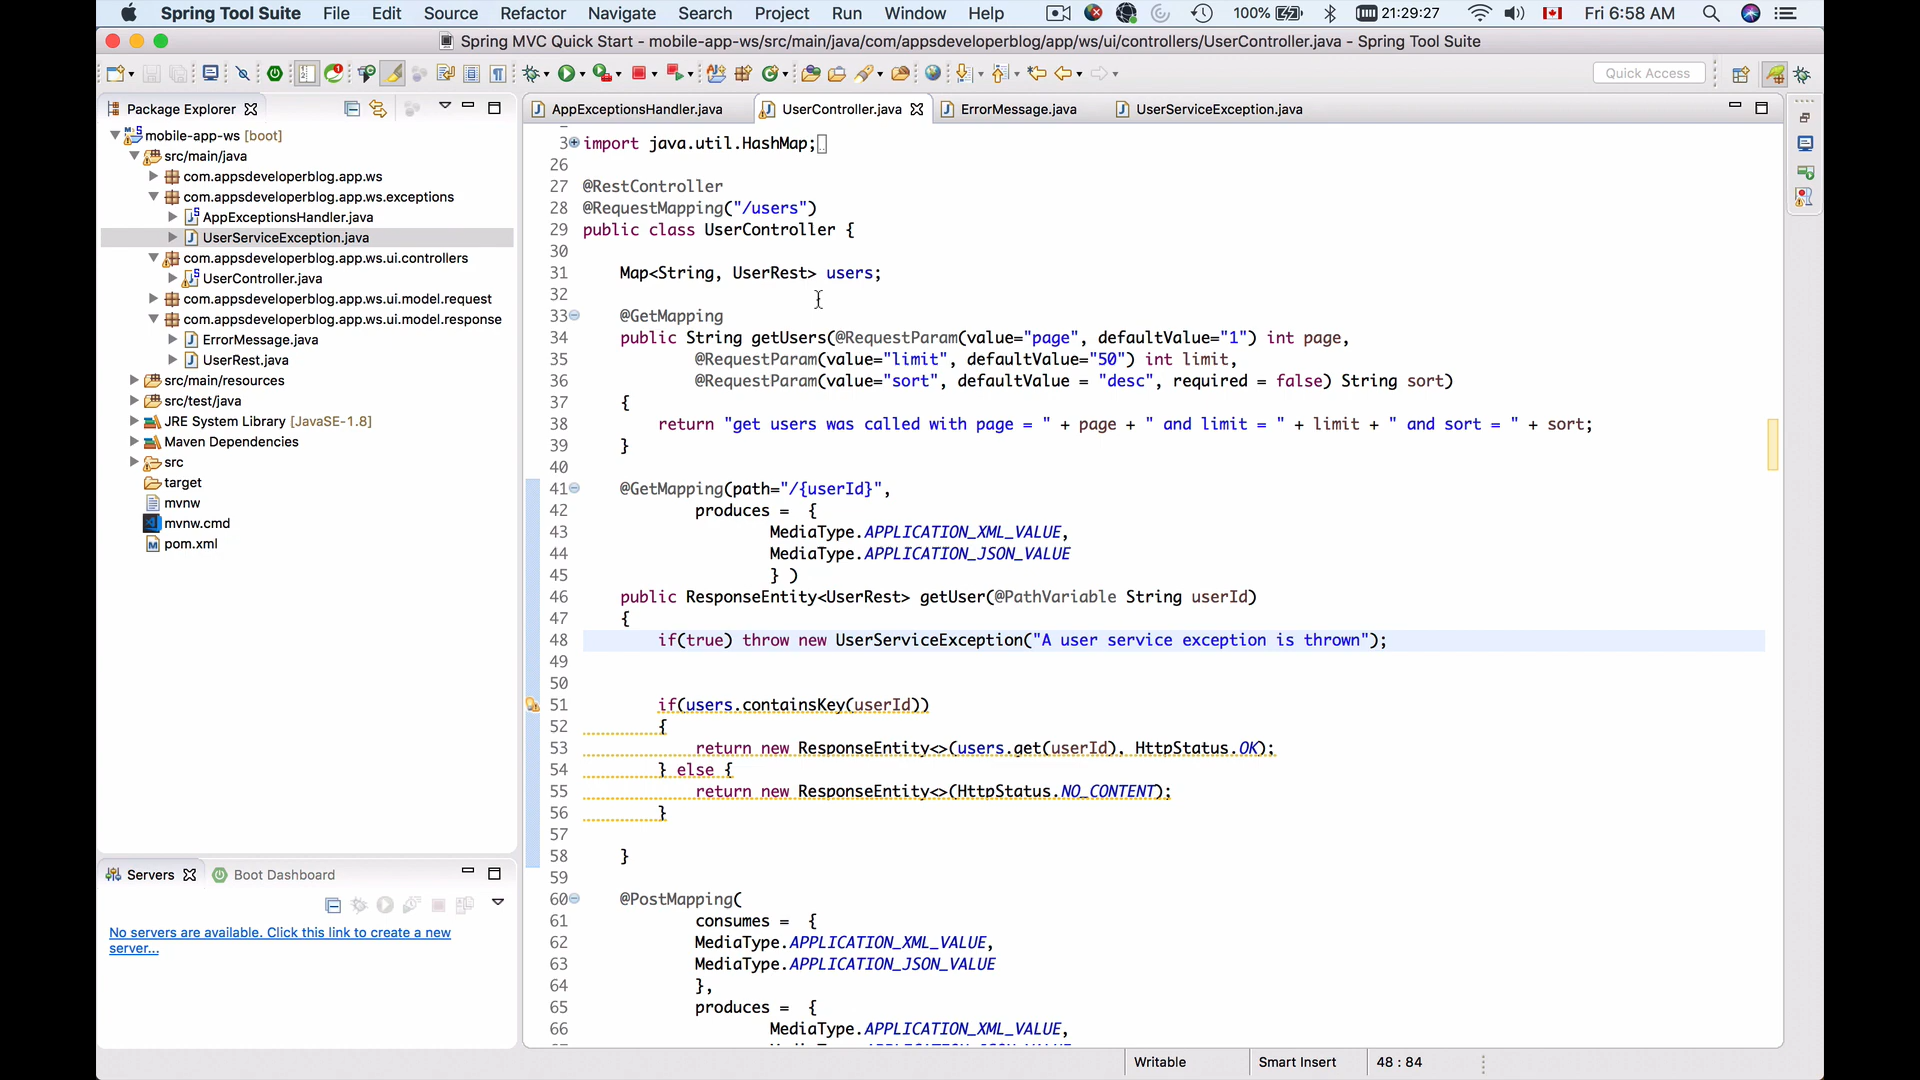 Spring Tool Suite File Edit Source Refactor Navigate Search Project Run Window Help 100% 21:29:27 Fri 6:58 AM
Spring MVC Quick Start - mobile-app-ws/src/main/java/com/appsdeveloperblog/app/ws/ui/controllers/UserController.java - Spring Tool Suite
Quick Access
Package Explorer
mobile-app-ws [boot]
src/main/java
com.appsdeveloperblog.app.ws
com.appsdeveloperblog.app.ws.exceptions
AppExceptionsHandler.java
UserServiceException.java
com.appsdeveloperblog.app.ws.ui.controllers
UserController.java
com.appsdeveloperblog.app.ws.ui.model.request
com.appsdeveloperblog.app.ws.ui.model.response
ErrorMessage.java
UserRest.java
src/main/resources
src/test/java
JRE System Library [JavaSE-1.8]
Maven Dependencies
src
target
mvnw
mvnw.cmd
pom.xml
Servers Boot Dashboard
No servers are available. Click this link to create a new
server...
AppExceptionsHandler.java UserController.java ErrorMessage.java UserServiceException.java
3 import java.util.HashMap;
26
27 @RestController
28 @RequestMapping("/users")
29 public class UserController {
30
31 Map<String, UserRest> users;
32
33 @GetMapping
34 public String getUsers(@RequestParam(value="page", defaultValue="1") int page,
35 @RequestParam(value="limit", defaultValue="50") int limit,
36 @RequestParam(value="sort", defaultValue = "desc", required = false) String sort)
37 {
38 return "get users was called with page = " + page + " and limit = " + limit + " and sort = " + sort;
39 }
40
41 @GetMapping(path="/{userId}",
42 produces = {
43 MediaType.APPLICATION_XML_VALUE,
44 MediaType.APPLICATION_JSON_VALUE
45 } )
46 public ResponseEntity<UserRest> getUser(@PathVariable String userId)
47 {
48 if(true) throw new UserServiceException("A user service exception is thrown");
49
50
51 if(users.containsKey(userId))
52 {
53 return new ResponseEntity<>(users.get(userId), HttpStatus.OK);
54 } else {
55 return new ResponseEntity<>(HttpStatus.NO_CONTENT);
56 }
57
58 }
59
60 @PostMapping(
61 consumes = {
62 MediaType.APPLICATION_XML_VALUE,
63 MediaType.APPLICATION_JSON_VALUE
64 },
65 produces = {
66 MediaType.APPLICATION_XML_VALUE,
Writable Smart Insert 48 : 84